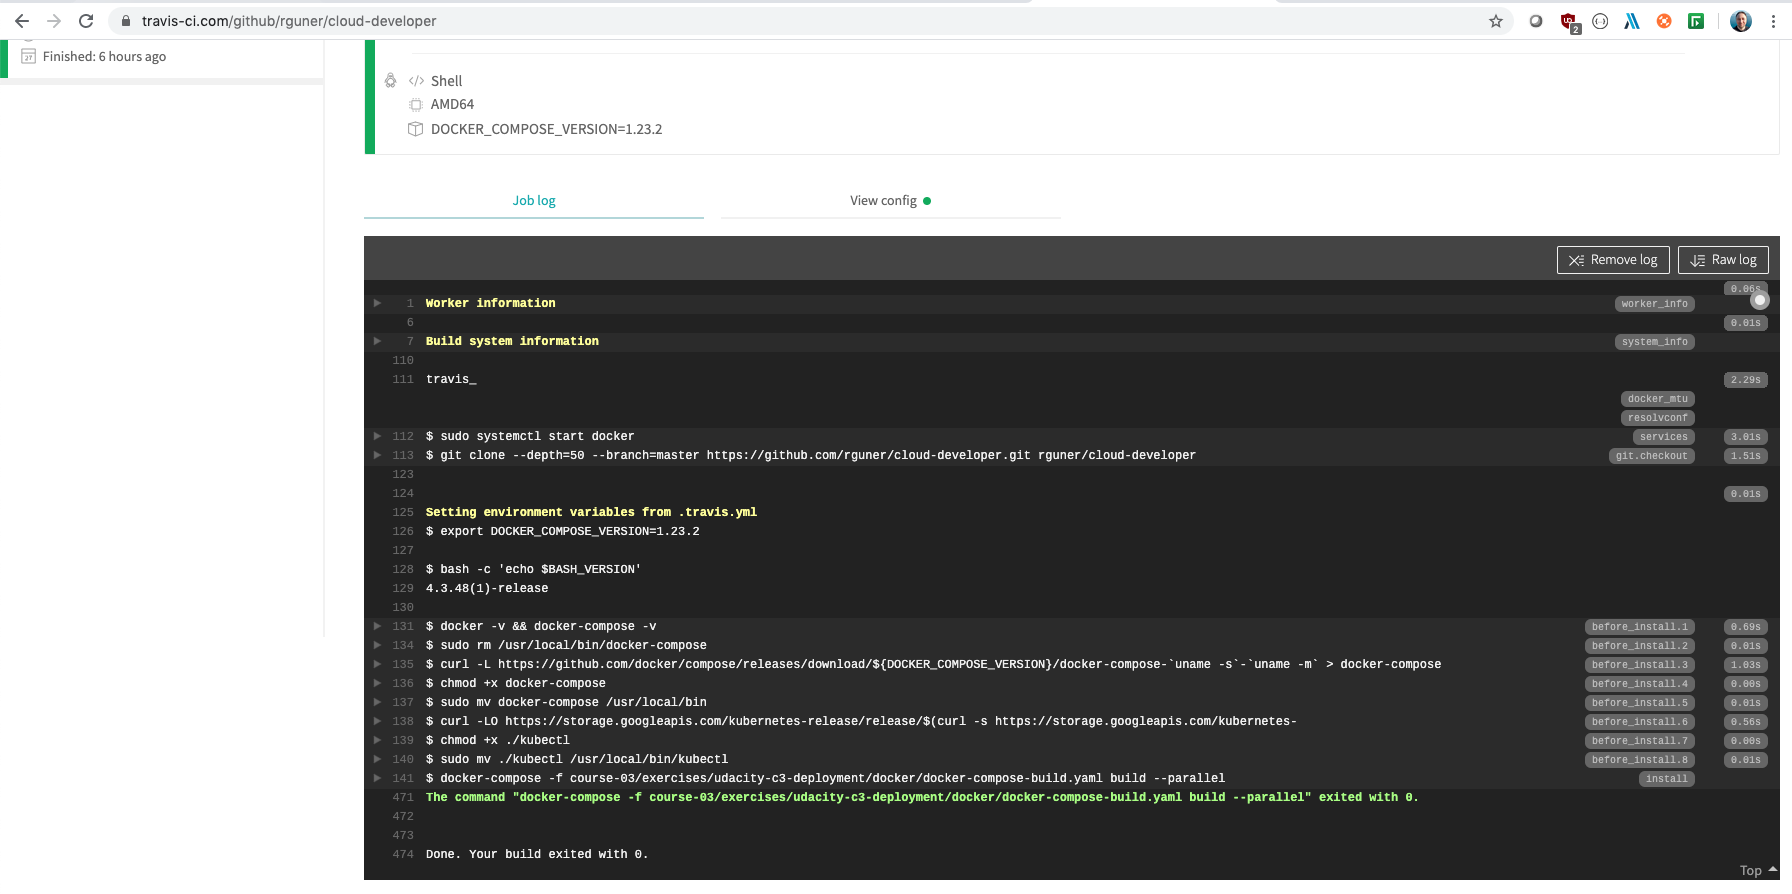 travis-ci.com/github/rguner/cloud-developer
2
Finished: 6 hours ago
Shell
AMD64
DOCKER_COMPOSE_VERSION=1.23.2
Job log
View config
Remove log
Raw log
0.06s
1 Worker information worker_info
6 0.01s
7 Build system information system_info
110
111 travis_ 2.29s
docker_mtu
resolvconf
112 $ sudo systemctl start docker services 3.01s
113 $ git clone --depth=50 --branch=master https://github.com/rguner/cloud-developer.git rguner/cloud-developer git.checkout 1.51s
123
124 0.01s
125 Setting environment variables from .travis.yml
126 $ export DOCKER_COMPOSE_VERSION=1.23.2
127
128 $ bash -c 'echo $BASH_VERSION'
129 4.3.48(1)-release
130
131 $ docker -v && docker-compose -v before_install.1 0.69s
134 $ sudo rm /usr/local/bin/docker-compose before_install.2 0.01s
135 $ curl -L https://github.com/docker/compose/releases/download/${DOCKER_COMPOSE_VERSION}/docker-compose-`uname -s`-`uname -m` > docker-compose before_install.3 1.03s
136 $ chmod +x docker-compose before_install.4 0.00s
137 $ sudo mv docker-compose /usr/local/bin before_install.5 0.01s
138 $ curl -LO https://storage.googleapis.com/kubernetes-release/release/$(curl -s https://storage.googleapis.com/kubernetes- before_install.6 0.56s
139 $ chmod +x ./kubectl before_install.7 0.00s
140 $ sudo mv ./kubectl /usr/local/bin/kubectl before_install.8 0.01s
141 $ docker-compose -f course-03/exercises/udacity-c3-deployment/docker/docker-compose-build.yaml build --parallel install
471 The command "docker-compose -f course-03/exercises/udacity-c3-deployment/docker/docker-compose-build.yaml build --parallel" exited with 0.
472
473
474 Done. Your build exited with 0.
Top